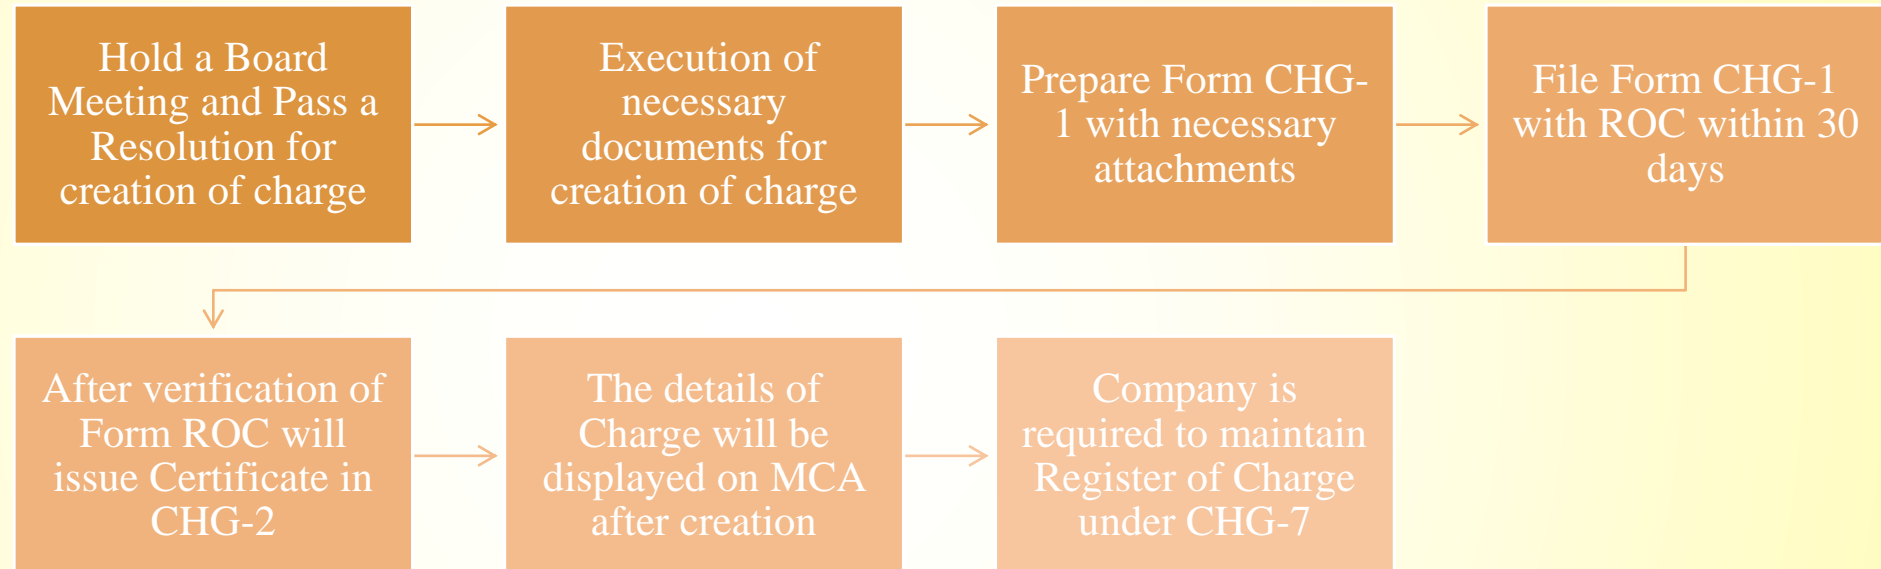 Hold a Board
Meeting and Pass a
Resolution for
creation of charge
Execution of
necessary
documents for
creation of charge
Prepare Form CHG-
1 with necessary
attachments
File Form CHG-1
with ROC within 30
days
After verification of
Form ROC will
issue Certificate in
CHG-2
The details of
Charge will be
displayed on MCA
after creation
Company is
required to maintain
Register of Charge
under CHG-7